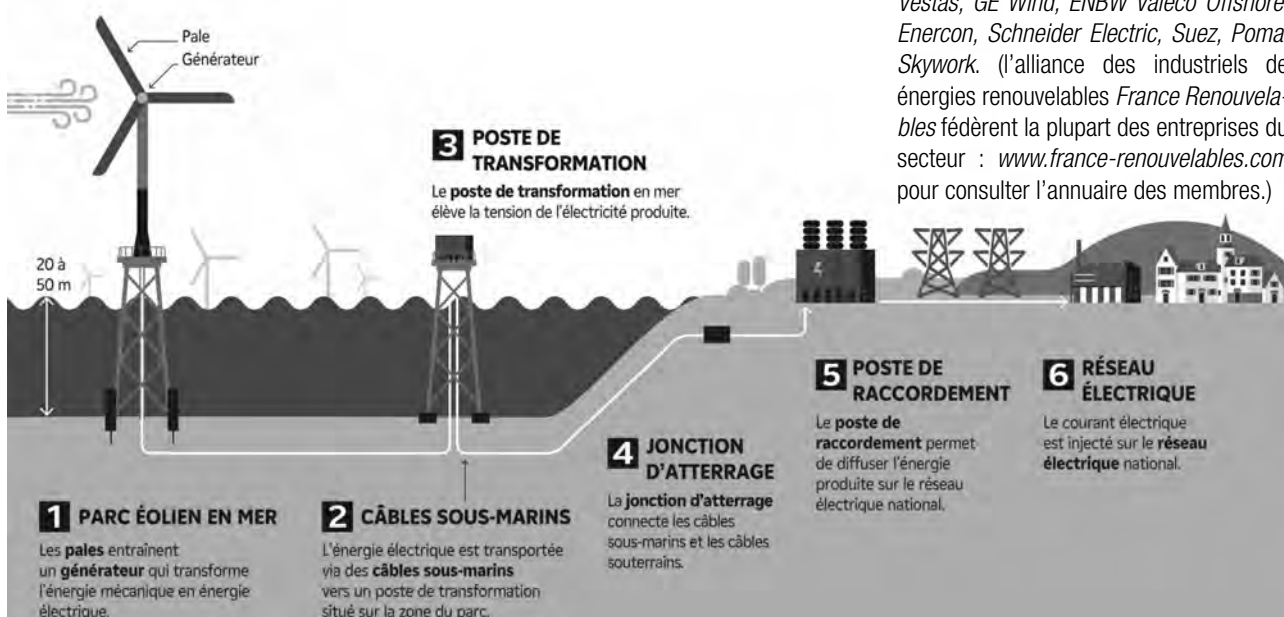 Vestas, GE Wind, ENBW Valeco Offshore
Enercon, Schneider Electric, Suez, Poma
Skywork. (l'alliance des industriels de
énergies renouvelables France Renouvela-
bles fédèrent la plupart des entreprises du
secteur : www.france-renouvelables.com
pour consulter l'annuaire des membres.)
Pale
Générateur
20 à
50 m
3 POSTE DE
TRANSFORMATION
Le poste de transformation en mer
élève la tension de l'électricité produite.
1 PARC ÉOLIEN EN MER
Les pales entraînent
un générateur qui transforme
l'énergie mécanique en énergie
électrique.
2 CÂBLES SOUS-MARINS
L'énergie électrique est transportée
via des câbles sous-marins
vers un poste de transformation
situé sur la zone du parc.
4 JONCTION
D'ATTERRAGE
La jonction d'atterrage
connecte les câbles
sous-marins et les câbles
souterrains.
5 POSTE DE
RACCORDEMENT
Le poste de
raccordement permet
de diffuser l'énergie
produite sur le réseau
électrique national.
6 RÉSEAU
ÉLECTRIQUE
Le courant électrique
est injecté sur le réseau
électrique national.